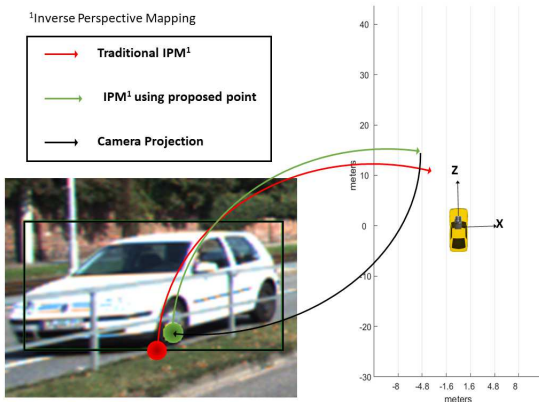 ¹Inverse Perspective Mapping
Traditional IPM¹
IPM¹ using proposed point
Camera Projection
40
30
20
10
0
-10
-20
-30
meters
Z
X
-8 -4.8 -1.6 1.6 4.8 8
meters